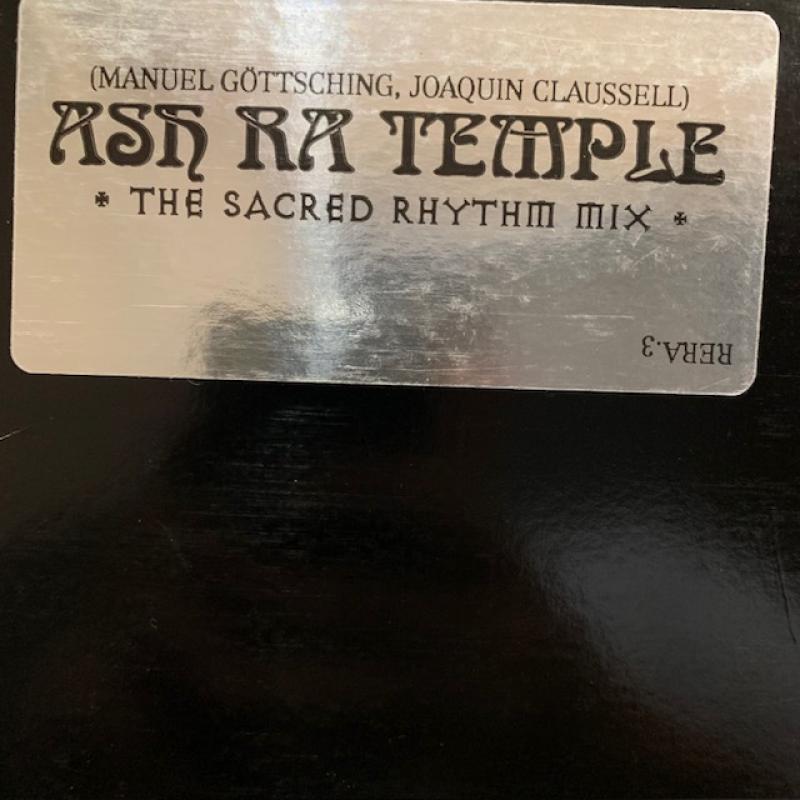 (MANUEL GÖTTSCHING, JOAQUIN CLAUSSELL)
ASH RA TEMPLE
✠ THE SACRED RHYTHM MIX ✠
RERA.3